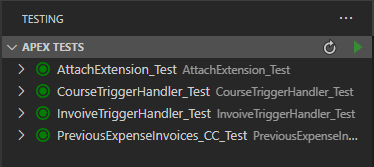 TESTING ...
APEX TESTS
AttachExtension_Test AttachExtension_Test
CourseTriggerHandler_Test CourseTriggerHandler_Test
InvoiveTriggerHandler_Test InvoiveTriggerHandler_Test
PreviousExpenseInvoices_CC_Test PreviousExpenseIn...